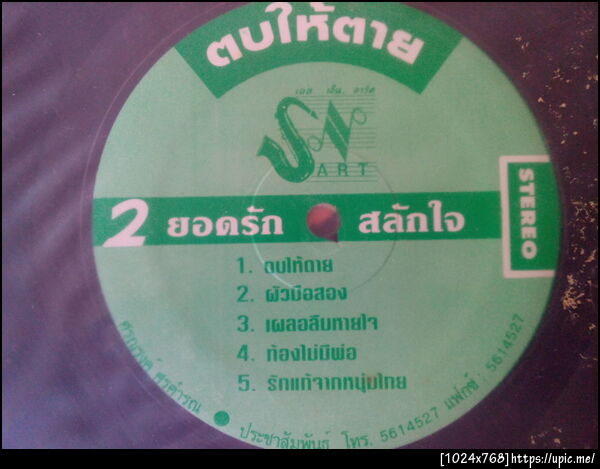 ตบให้ตาย
เอส เอ็น อาร์ต
SN
ART
STEREO
2 ยอดรัก สลักใจ
1. ตบให้ตาย
2. ผัวมือสอง
3. เผลอลืบหายใจ
4. ท้องไม่มีพ่อ
5. รักแท้จากหนุ่มไทย
ประชาสัมพันธ์ โทร. 5614527 แฟกซ์ : 5614527
[1024x768]https://upic.me/